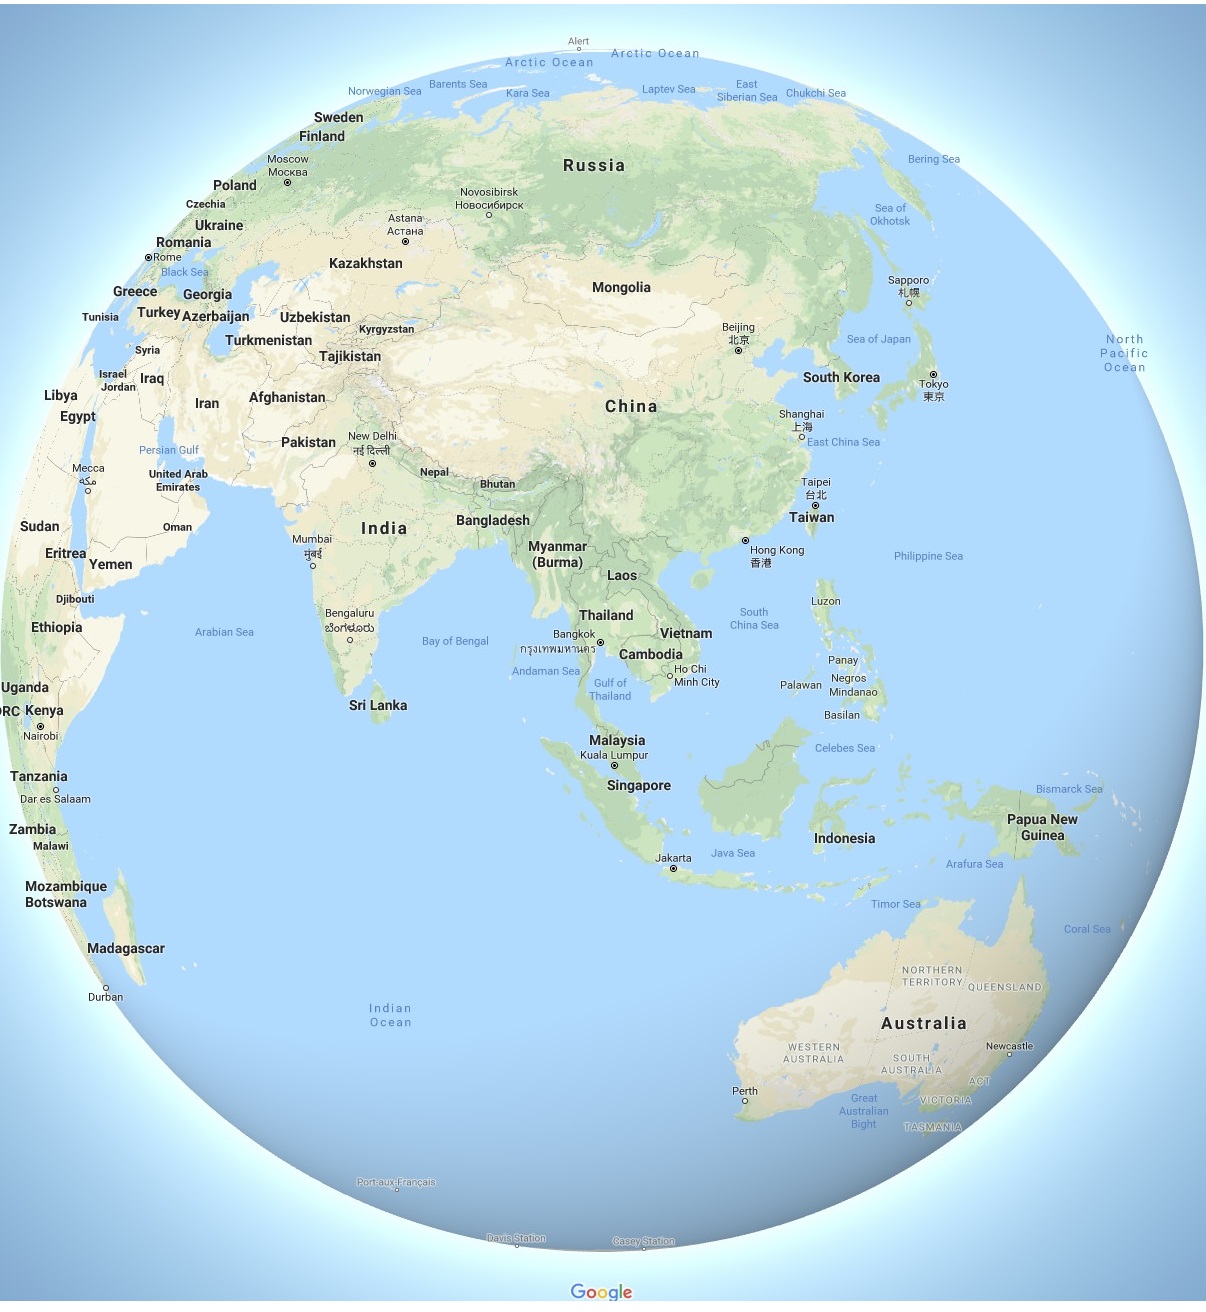 Alert
Arctic Ocean
Arctic Ocean
Norwegian Sea
Barents Sea
Kara Sea
Laptev Sea
East
Siberian Sea
Chukchi Sea
Sweden
Finland
Moscow
Москва
Russia
Bering Sea
Poland
Czechia
Novosibirsk
Новосибирск
Sea of
Okhotsk
Ukraine
Astana
Астана
Romania
Rome
Black Sea
Kazakhstan
Greece
Georgia
Mongolia
Sapporo
札幌
Tunisia
Turkey
Azerbaijan
Uzbekistan
Kyrgyzstan
Beijing
北京
Turkmenistan
Sea of Japan
North
Pacific
Ocean
Syria
Tajikistan
Israel
Jordan
Iraq
South Korea
Tokyo
東京
Libya
Iran
Afghanistan
China
Egypt
Shanghai
上海
Pakistan
New Delhi
नई दिल्ली
East China Sea
Persian Gulf
Mecca
مكة
United Arab
Emirates
Nepal
Bhutan
Taipei
台北
Taiwan
Sudan
Oman
India
Bangladesh
Mumbai
मुंबई
Eritrea
Yemen
Myanmar
(Burma)
Hong Kong
香港
Philippine Sea
Laos
Djibouti
Luzon
Ethiopia
Arabian Sea
Bengaluru
ಬೆಂಗಳೂರು
Bay of Bengal
Thailand
South
China Sea
Bangkok
กรุงเทพมหานคร
Vietnam
Cambodia
Andaman Sea
Ho Chi
Minh City
Gulf of
Thailand
Panay
Negros
Palawan
Mindanao
Uganda
Sri Lanka
DRC
Kenya
Basilan
Nairobi
Malaysia
Kuala Lumpur
Celebes Sea
Tanzania
Dar es Salaam
Singapore
Bismarck Sea
Zambia
Malawi
Indonesia
Papua New
Guinea
Java Sea
Jakarta
Arafura Sea
Mozambique
Botswana
Timor Sea
Coral Sea
Madagascar
Durban
NORTHERN
TERRITORY
QUEENSLAND
Indian
Ocean
Australia
WESTERN
AUSTRALIA
SOUTH
AUSTRALIA
Newcastle
ACT
Perth
Great
Australian
Bight
VICTORIA
TASMANIA
Port-aux-Français
Davis Station
Casey Station
Google